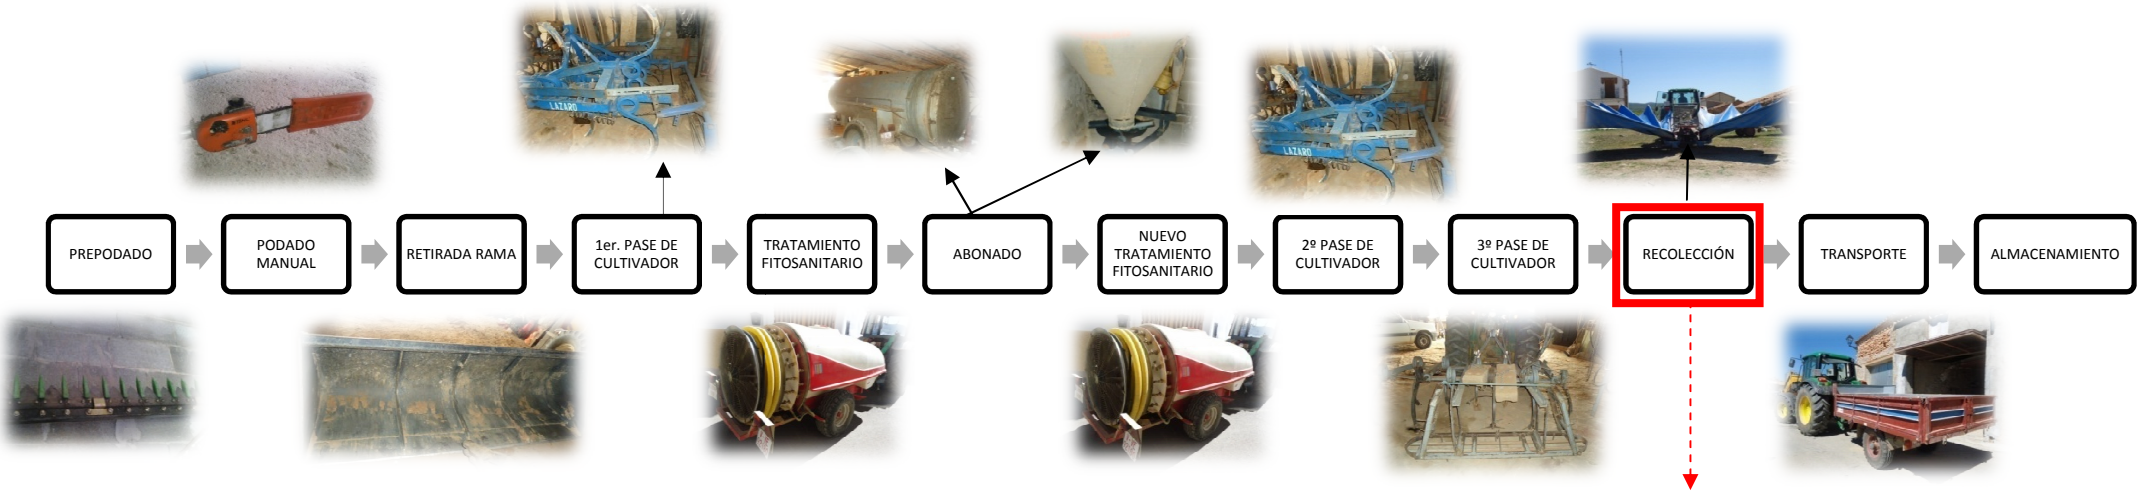 LAZARO
LAZARO
PREPODADO
PODADO
MANUAL
RETIRADA RAMA
1er. PASE DE
CULTIVADOR
TRATAMIENTO
FITOSANITARIO
ABONADO
NUEVO
TRATAMIENTO
FITOSANITARIO
2º PASE DE
CULTIVADOR
3º PASE DE
CULTIVADOR
RECOLECCIÓN
TRANSPORTE
ALMACENAMIENTO